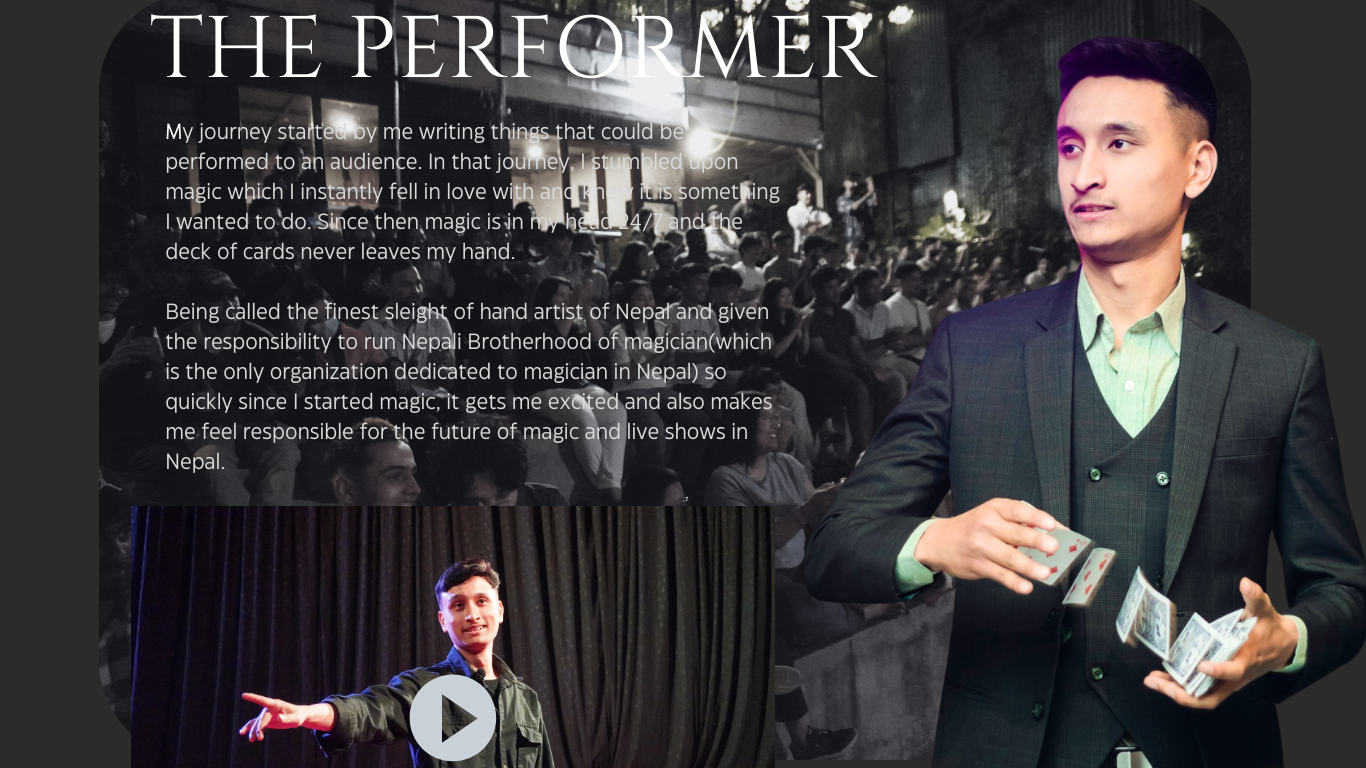 THE PERFORMER
My journey started by me writing things that could be
performed to an audience. In that journey, I stumbled upon
magic which I instantly fell in love with and know it is something
I wanted to do. Since then magic is in my head 24/7 and the
deck of cards never leaves my hand.
Being called the finest sleight of hand artist of Nepal and given
the responsibility to run Nepali Brotherhood of magician(which
is the only organization dedicated to magician in Nepal) so
quickly since I started magic, it gets me excited and also makes
me feel responsible for the future of magic and live shows in
Nepal.